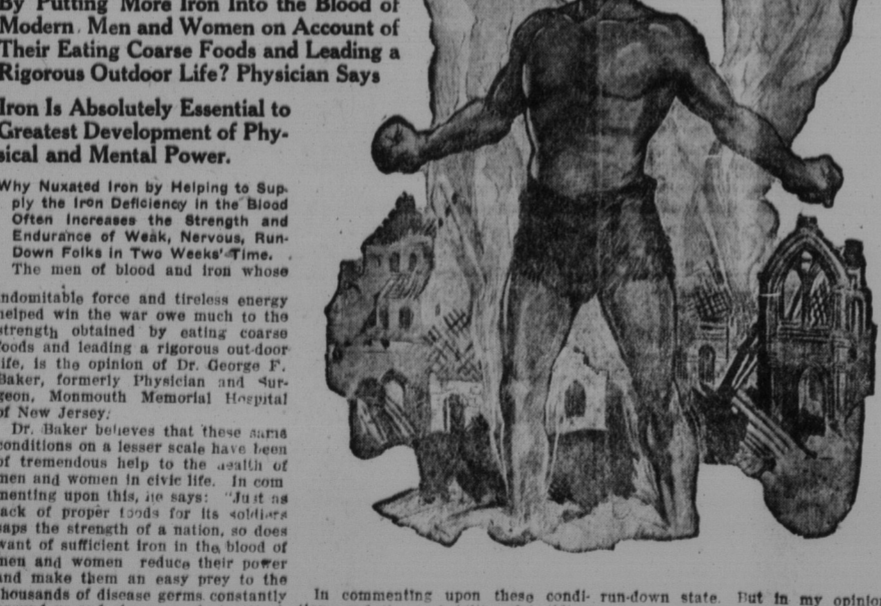 By Putting More Iron Into the Blood of
Modern Men and Women on Account of
Their Eating Coarse Foods and Leading a
Rigorous Outdoor Life? Physician Says
Iron Is Absolutely Essential to
Greatest Development of Phy-
sical and Mental Power.
Why Nuxated Iron by Helping to Sup-
ply the Iron Deficiency in the Blood
Often Increases the Strength and
Endurance of Weak, Nervous, Run-
Down Folks in Two Weeks' Time.
The men of blood and iron whose
indomitable force and tireless energy
helped win the war owe much to the
strength obtained by eating coarse
foods and leading a rigorous out-door
life, is the opinion of Dr. George F.
Baker, formerly Physician and Sur-
geon, Monmouth Memorial Hospital
of New Jersey.
Dr. Baker believes that these same
conditions on a lesser scale have been
of tremendous help to the health of
men and women in civic life. In com
menting upon this, he says: "Just as
lack of proper foods for its soldiers
saps the strength of a nation, so does
want of sufficient iron in the blood of
men and women reduce their power
and make them an easy prey to the
thousands of disease germs constantly
In commenting upon these condi-
run-down state. But in my opinion